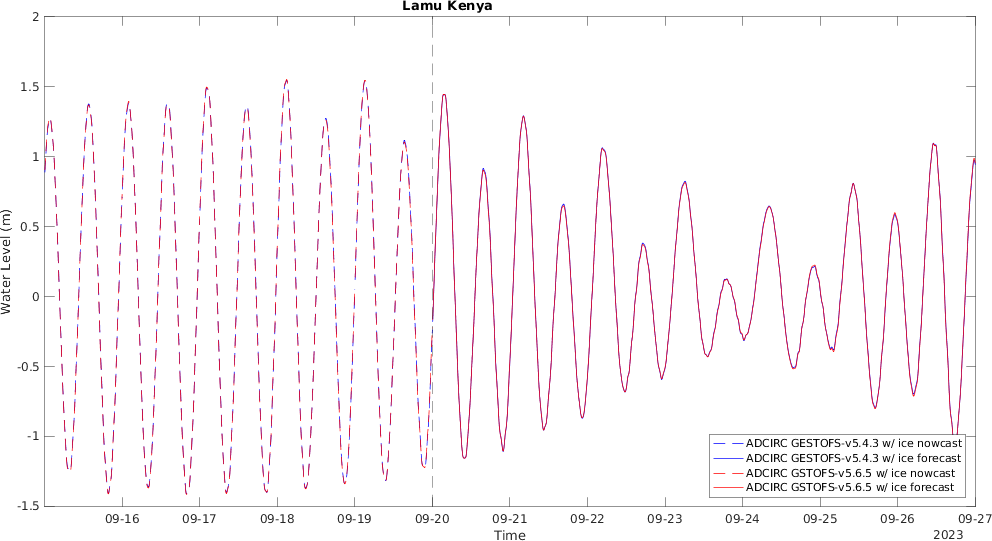 Lamu Kenya
2
1.5
1
0.5
0
-0.5
-1
-1.5
Water Level (m)
ADCIRC GESTOFS-v5.4.3 w/ ice nowcast
ADCIRC GESTOFS-v5.4.3 w/ ice forecast
ADCIRC GSTOFS-v5.6.5 w/ ice nowcast
ADCIRC GSTOFS-v5.6.5 w/ ice forecast
09-16 09-17 09-18 09-19 09-20 09-21 09-22 09-23 09-24 09-25 09-26 09-27
Time
2023